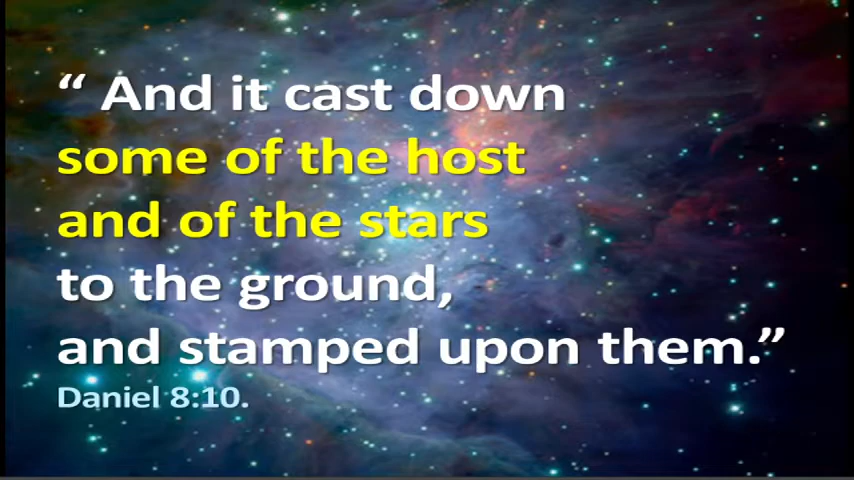 “ And it cast down
some of the host
and of the stars
to the ground,
and stamped upon them.”
Daniel 8:10.